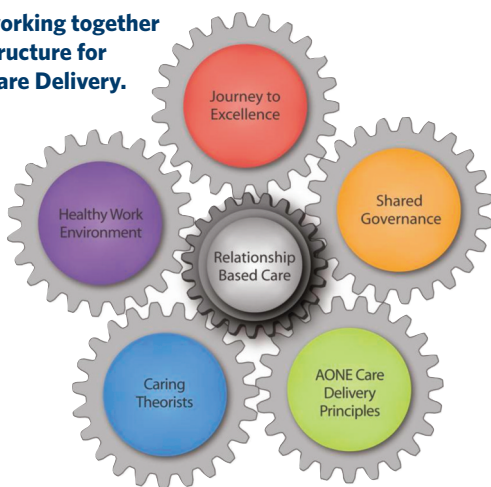 working together
ructure for
are Delivery.
Journey to
Excellence
Healthy Work
Environment
Shared
Governance
Relationship
Based Care
Caring
Theorists
AONE Care
Delivery
Principles